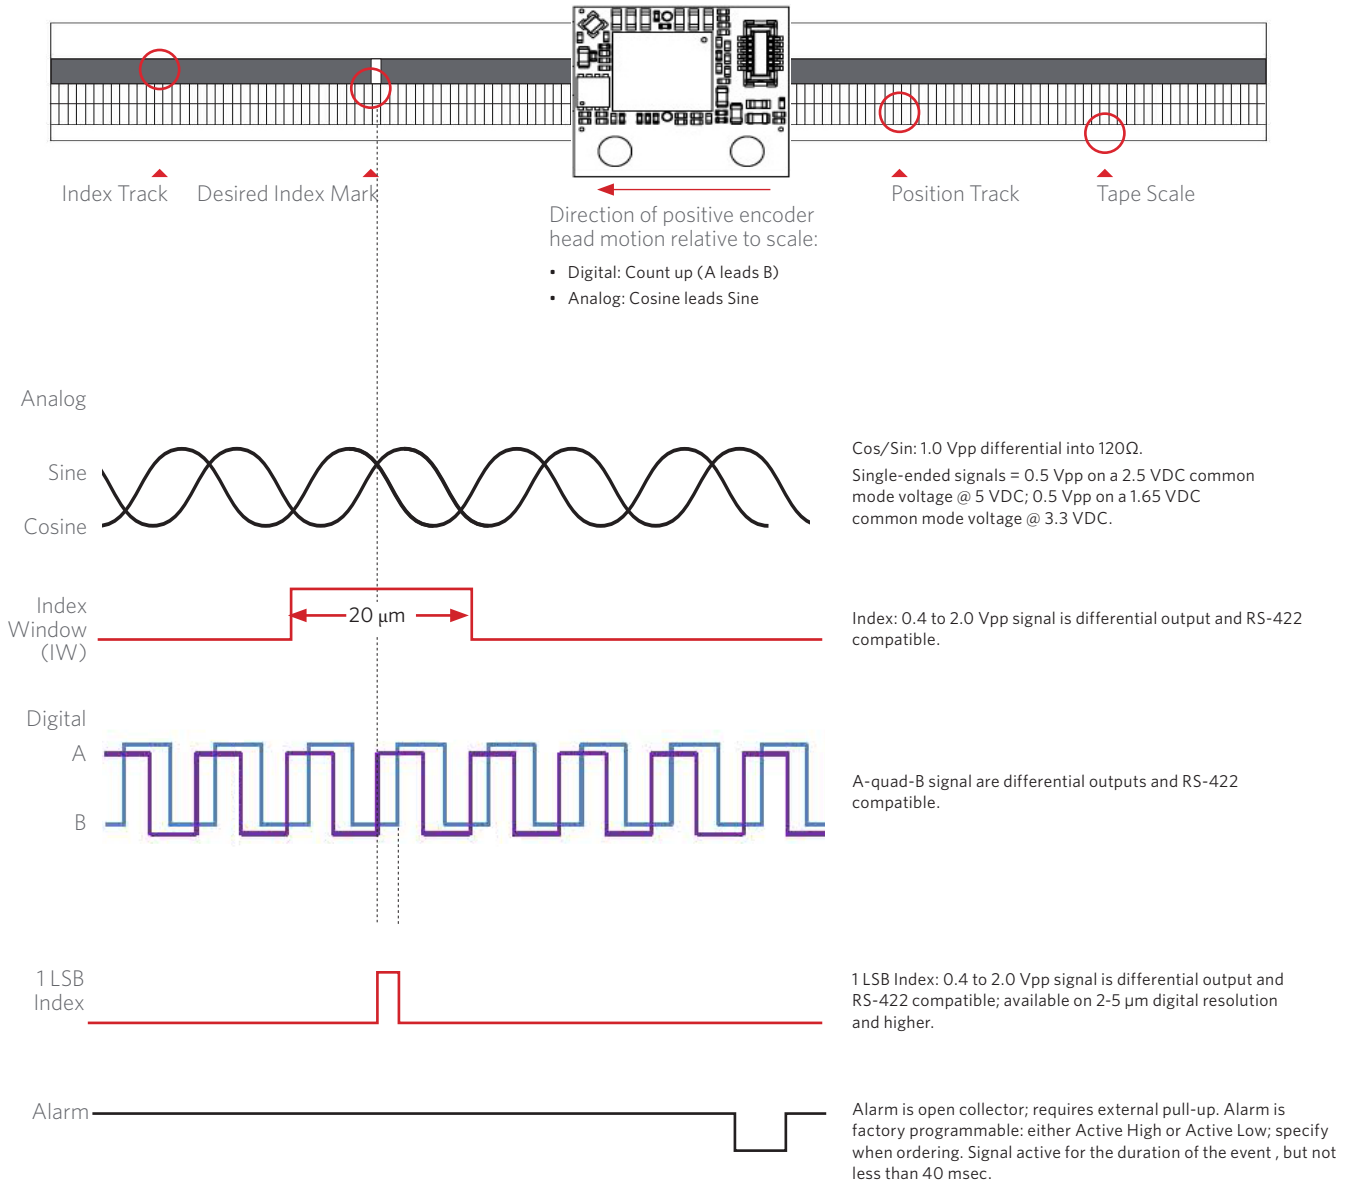 Index Track
Desired Index Mark
Position Track
Tape Scale
Direction of positive encoder
head motion relative to scale:
▪ Digital: Count up (A leads B)
▪ Analog: Cosine leads Sine
Analog
Sine
Cosine
Cos/Sin: 1.0 Vpp differential into 120Ω.
Single-ended signals = 0.5 Vpp on a 2.5 VDC common
mode voltage @ 5 VDC; 0.5 Vpp on a 1.65 VDC
common mode voltage @ 3.3 VDC.
Index
Window
(IW)
20 µm
Index: 0.4 to 2.0 Vpp signal is differential output and RS-422
compatible.
Digital
A
B
A-quad-B signal are differential outputs and RS-422
compatible.
1 LSB
Index
1 LSB Index: 0.4 to 2.0 Vpp signal is differential output and
RS-422 compatible; available on 2-5 µm digital resolution
and higher.
Alarm
Alarm is open collector; requires external pull-up. Alarm is
factory programmable: either Active High or Active Low; specify
when ordering. Signal active for the duration of the event , but not
less than 40 msec.